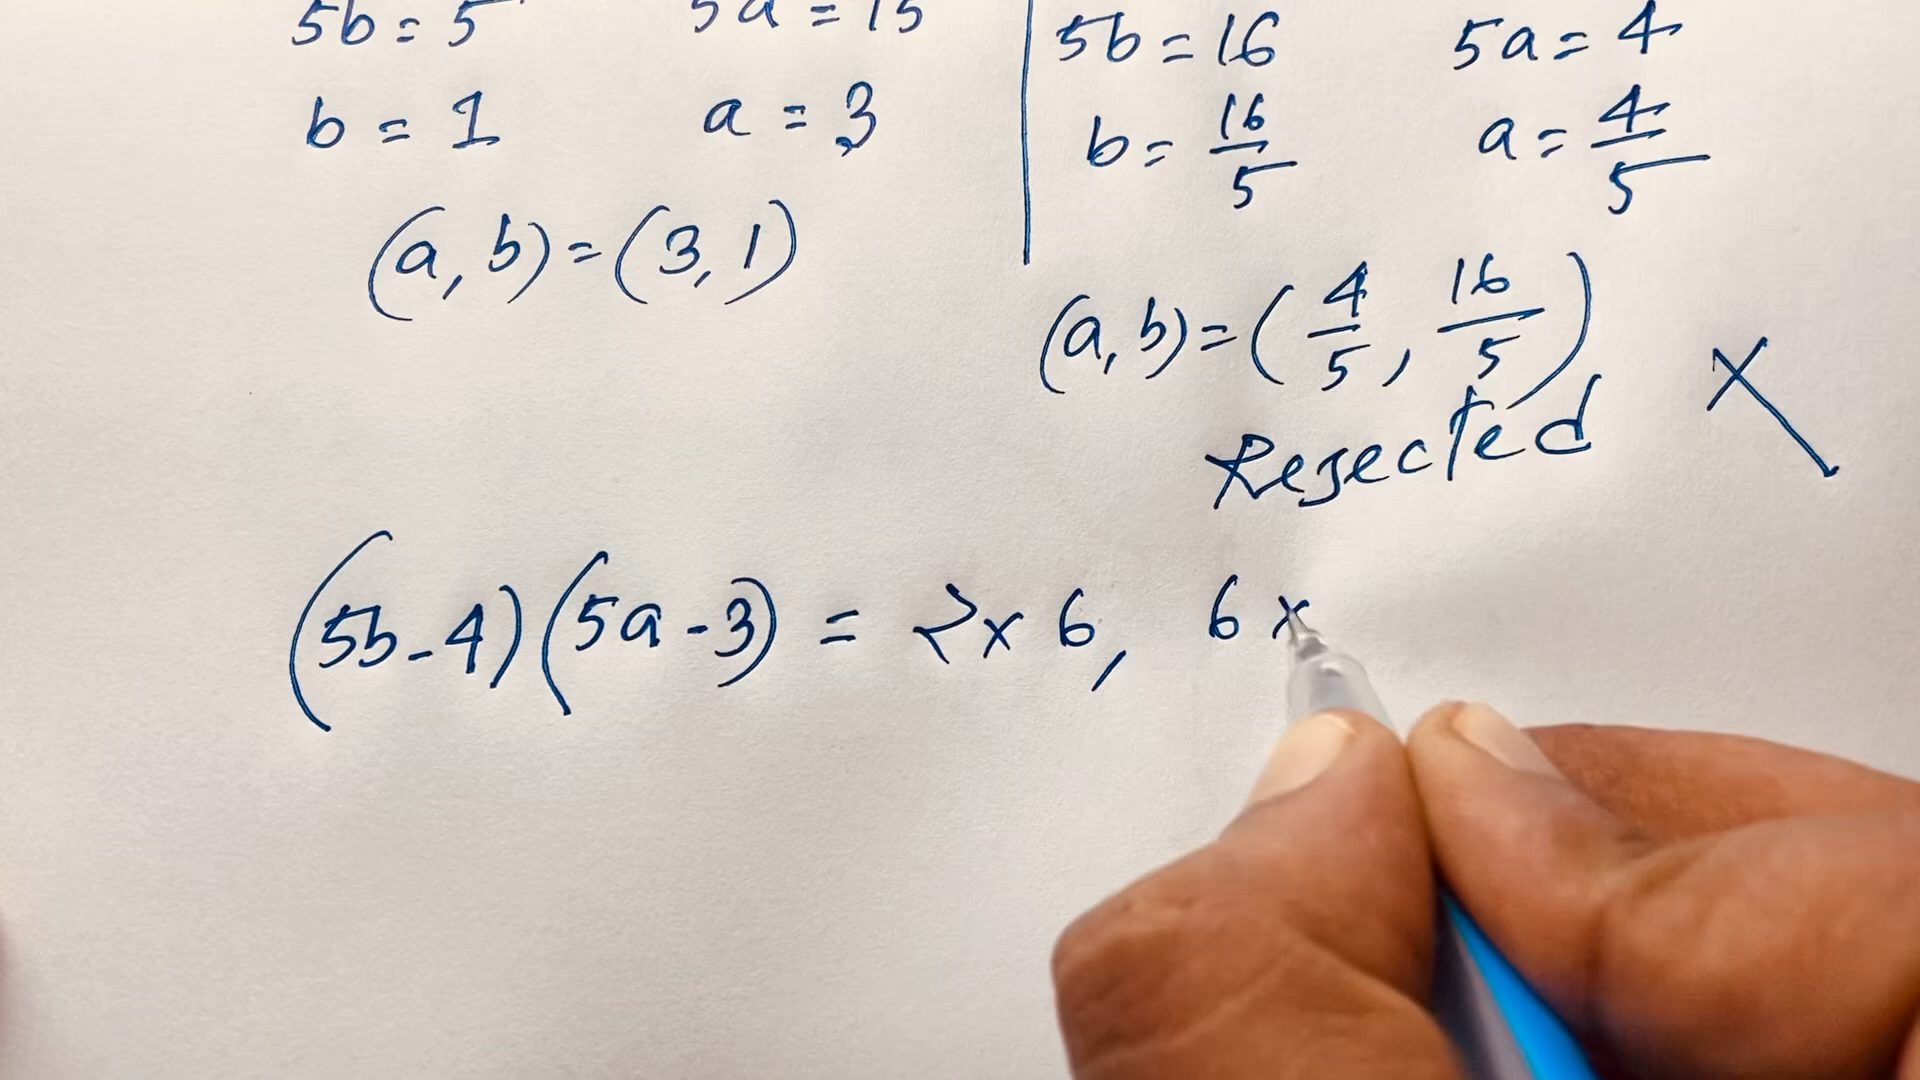 5b = 5 5a = 15
b = 1 a = 3
(a, b) = (3, 1)
5b = 16 5a = 4
b = 16/5 a = 4/5
(a, b) = (4/5, 16/5) ×
Rejected
(5b - 4)(5a - 3) = 2 × 6, 6 ×